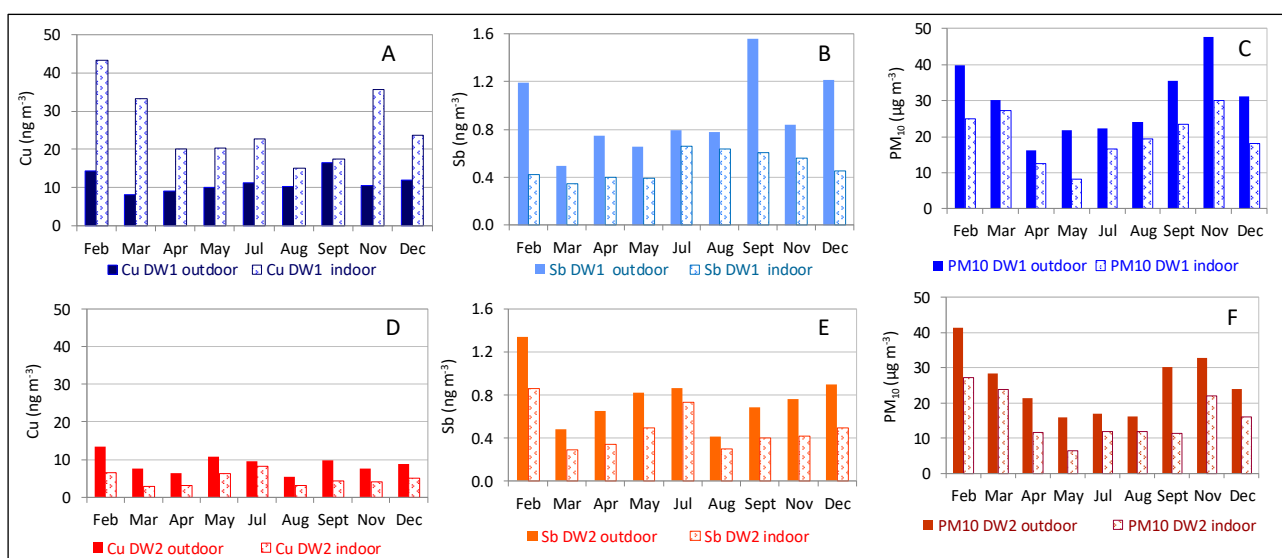 A
Cu (ng m⁻³)
50
40
30
20
10
0
Feb Mar Apr May Jul Aug Sept Nov Dec
Cu DW1 outdoor Cu DW1 indoor
B
Sb (ng m⁻³)
1.6
1.2
0.8
0.4
0.0
Feb Mar Apr May Jul Aug Sept Nov Dec
Sb DW1 outdoor Sb DW1 indoor
C
PM₁₀ (µg m⁻³)
50
40
30
20
10
0
Feb Mar Apr May Jul Aug Sept Nov Dec
PM10 DW1 outdoor PM10 DW1 indoor
D
Cu (ng m⁻³)
50
40
30
20
10
0
Feb Mar Apr May Jul Aug Sept Nov Dec
Cu DW2 outdoor Cu DW2 indoor
E
Sb (ng m⁻³)
1.6
1.2
0.8
0.4
0.0
Feb Mar Apr May Jul Aug Sept Nov Dec
Sb DW2 outdoor Sb DW2 indoor
F
PM₁₀ (µg m⁻³)
50
40
30
20
10
0
Feb Mar Apr May Jul Aug Sept Nov Dec
PM10 DW2 outdoor PM10 DW2 indoor